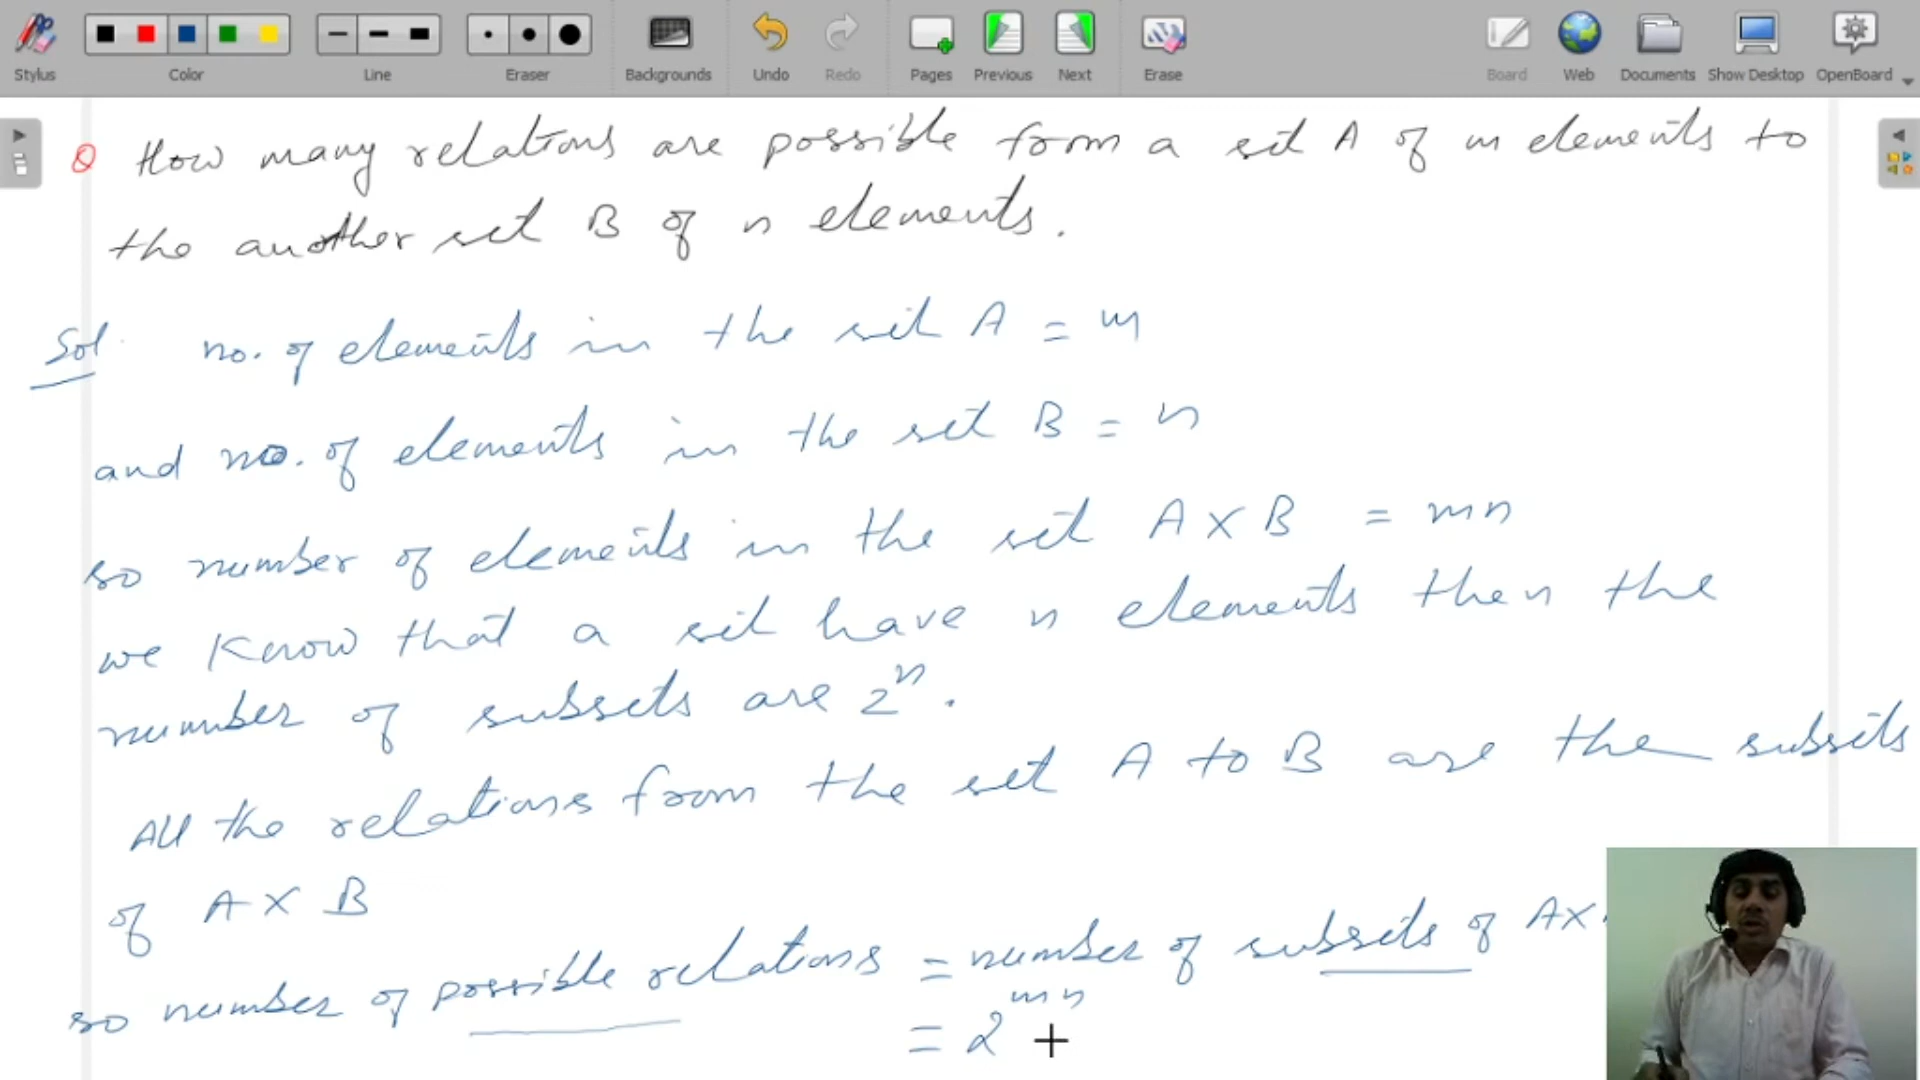 Stylus Color Line Eraser Backgrounds Undo Redo Pages Previous Next Erase Board Web Documents Show Desktop OpenBoard
Q How many relations are possible from a set A of m elements to
the another set B of n elements.
Sol. no. of elements in the set A = m
and no. of elements in the set B = n
so number of elements in the set A × B = mn
we know that a set have n elements then the
number of subsets are 2ⁿ.
All the relations from the set A to B are the subsets
of A × B
so number of possible relations = number of subsets of A×
= 2ᵐⁿ